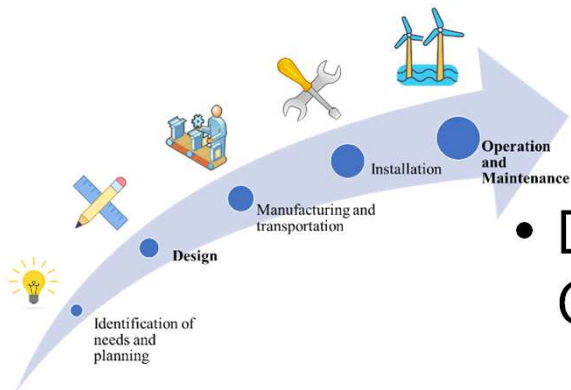 Operation
and
Maintenance
Installation
Manufacturing and
transportation
Design
Identification of
needs and
planning